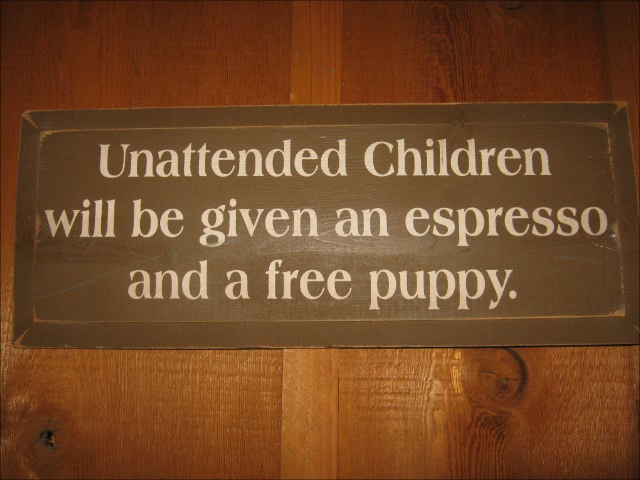 Unattended Children
will be given an espresso
and a free puppy.